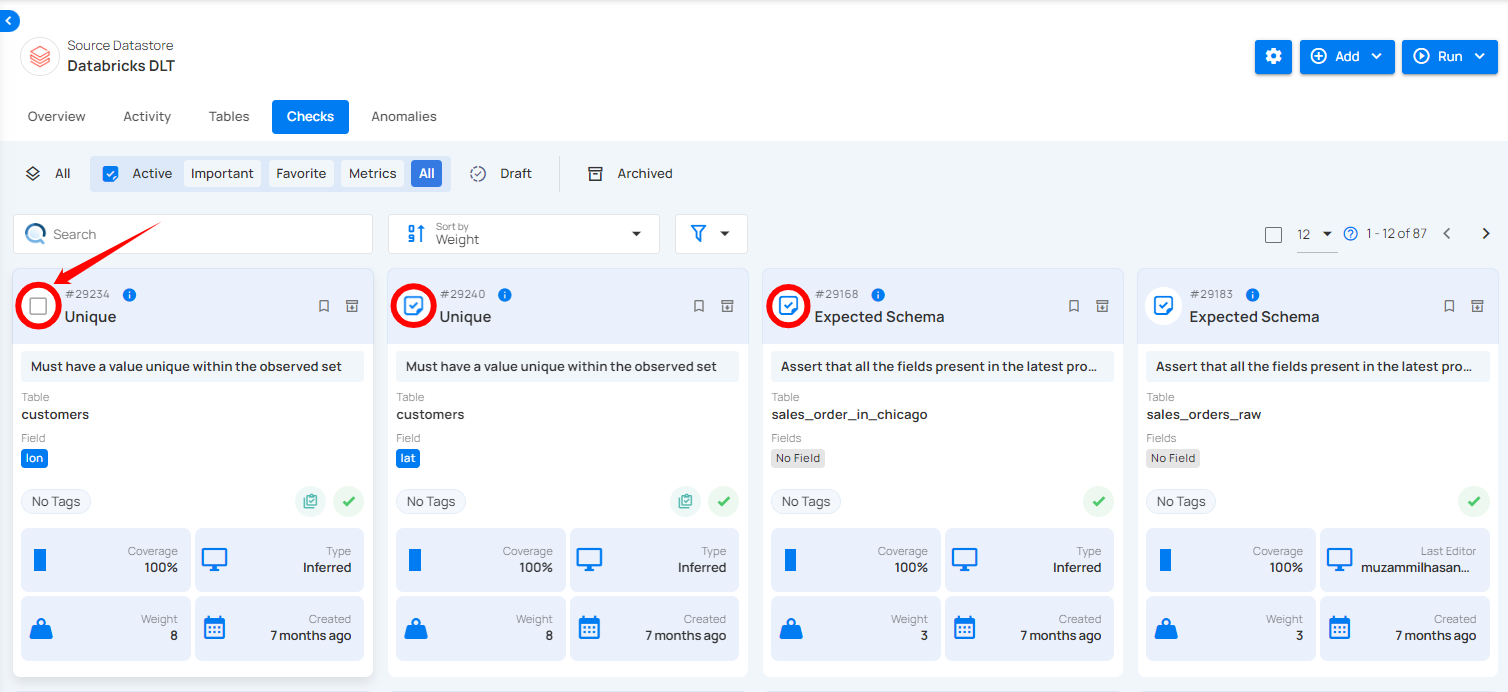 Source Datastore
Databricks DLT
Add
Run
Overview
Activity
Tables
Checks
Anomalies
All
Active
Important
Favorite
Metrics
All
Draft
Archived
Search
Sort by
Weight
12
1 - 12 of 87
#29234
Unique
Must have a value unique within the observed set
Table
customers
Field
lon
No Tags
Coverage
100%
Type
Inferred
Weight
8
Created
7 months ago
#29240
Unique
Must have a value unique within the observed set
Table
customers
Field
lat
No Tags
Coverage
100%
Type
Inferred
Weight
8
Created
7 months ago
#29168
Expected Schema
Assert that all the fields present in the latest pro...
Table
sales_order_in_chicago
Fields
No Field
No Tags
Coverage
100%
Type
Inferred
Weight
3
Created
7 months ago
#29183
Expected Schema
Assert that all the fields present in the latest pro...
Table
sales_orders_raw
Fields
No Field
No Tags
Coverage
100%
Last Editor
muzammilhasan...
Weight
3
Created
7 months ago